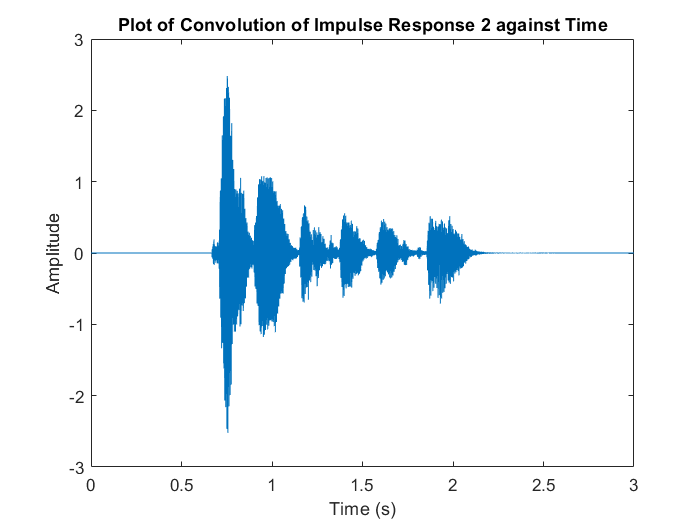 Plot of Convolution of Impulse Response 2 against Time
3
2
1
0
-1
-2
-3
Amplitude
0 0.5 1 1.5 2 2.5 3
Time (s)